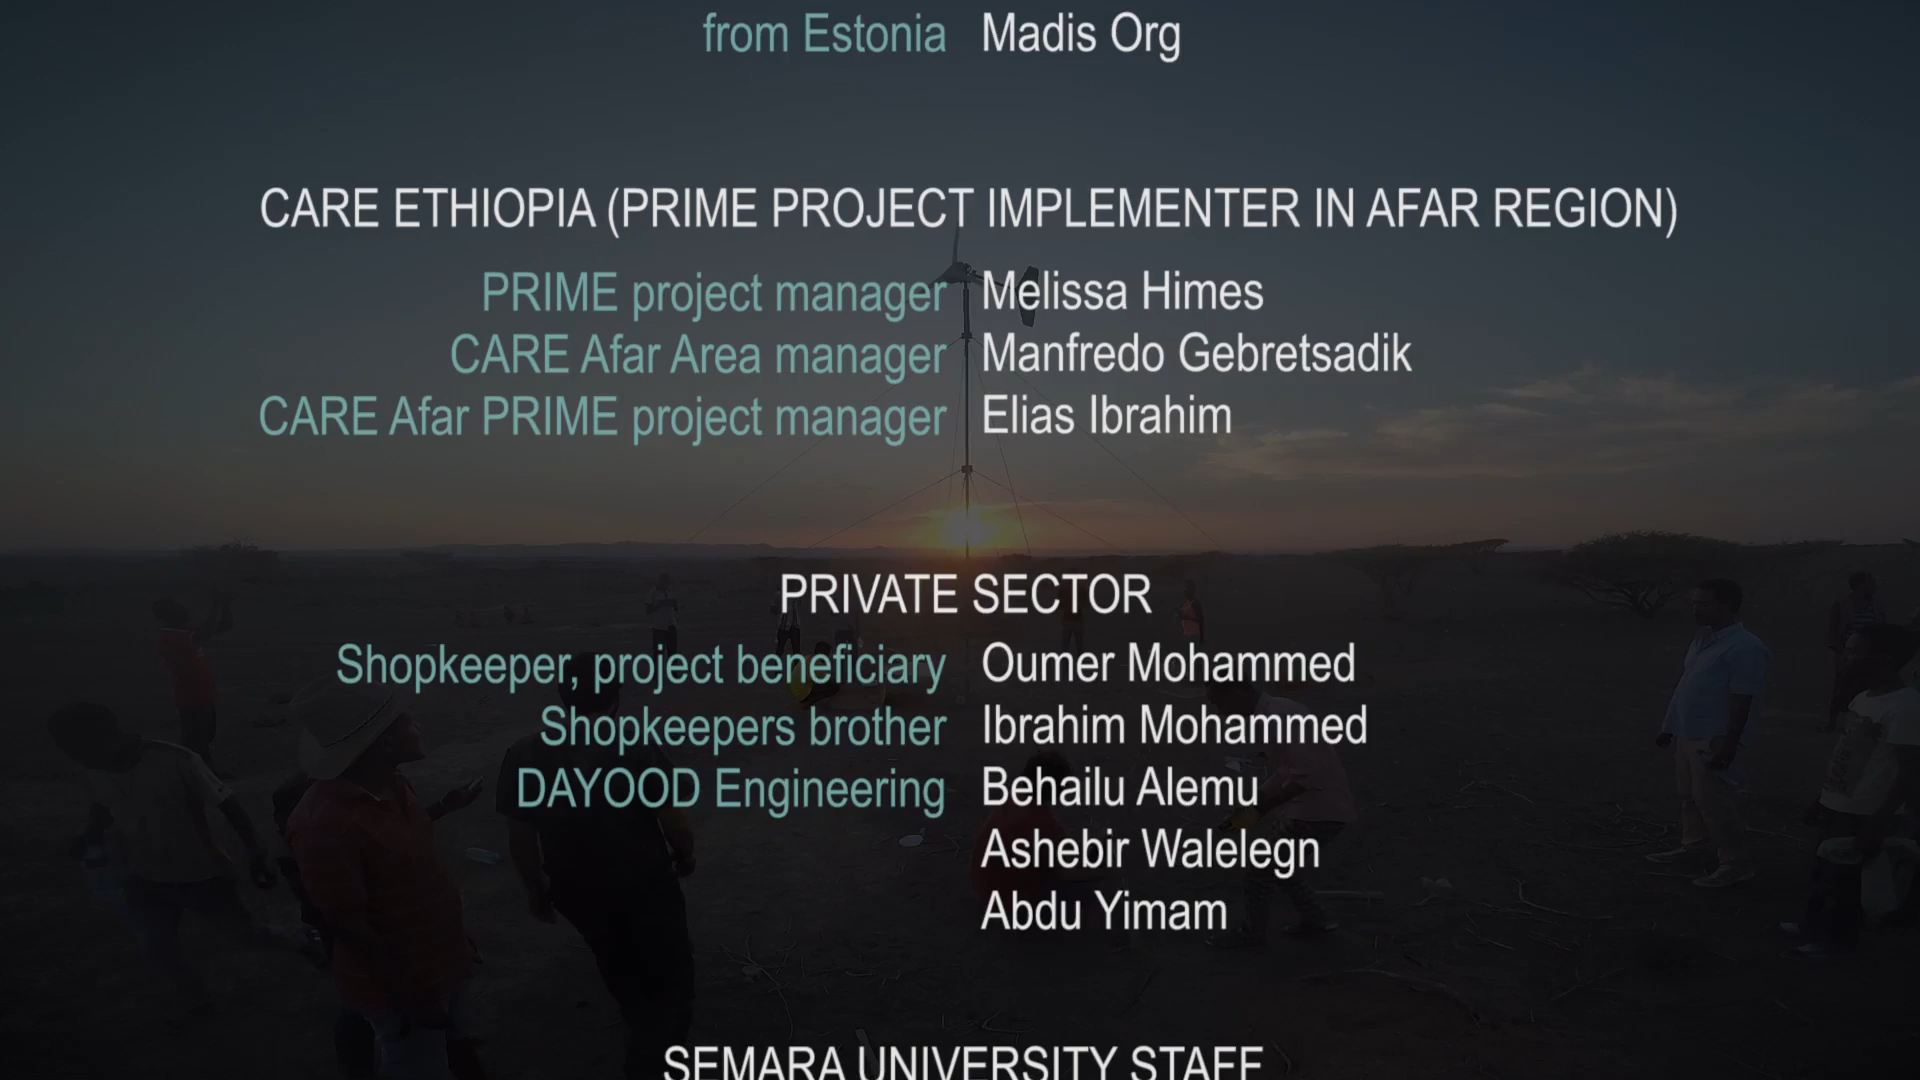 from Estonia Madis Org
CARE ETHIOPIA (PRIME PROJECT IMPLEMENTER IN AFAR REGION)
PRIME project manager Melissa Himes
CARE Afar Area manager Manfredo Gebretsadik
CARE Afar PRIME project manager Elias Ibrahim
PRIVATE SECTOR
Shopkeeper, project beneficiary Oumer Mohammed
Shopkeepers brother Ibrahim Mohammed
DAYOOD Engineering Behailu Alemu
Ashebir Walelegn
Abdu Yimam
SEMARA UNIVERSITY STAFF